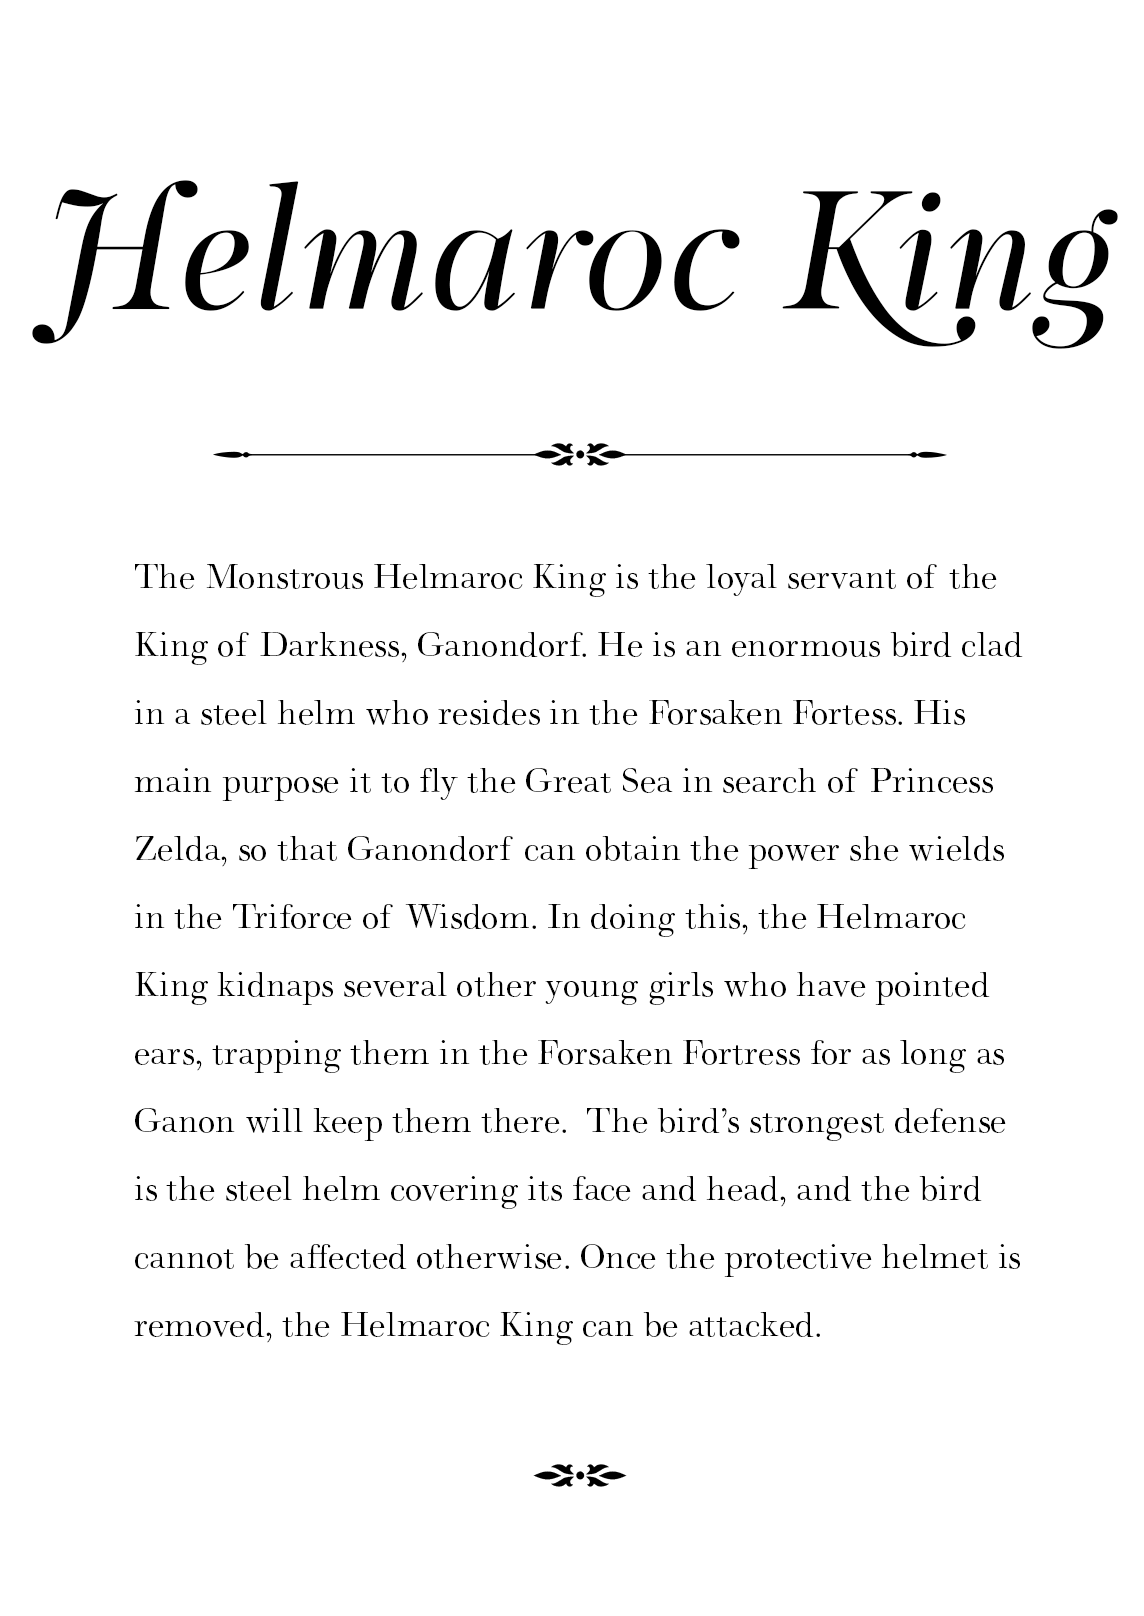 Helmaroc King
The Monstrous Helmaroc King is the loyal servant of the
King of Darkness, Ganondorf. He is an enormous bird clad
in a steel helm who resides in the Forsaken Fortess. His
main purpose it to fly the Great Sea in search of Princess
Zelda, so that Ganondorf can obtain the power she wields
in the Triforce of Wisdom. In doing this, the Helmaroc
King kidnaps several other young girls who have pointed
ears, trapping them in the Forsaken Fortress for as long as
Ganon will keep them there.  The bird’s strongest defense
is the steel helm covering its face and head, and the bird
cannot be affected otherwise. Once the protective helmet is
removed, the Helmaroc King can be attacked.